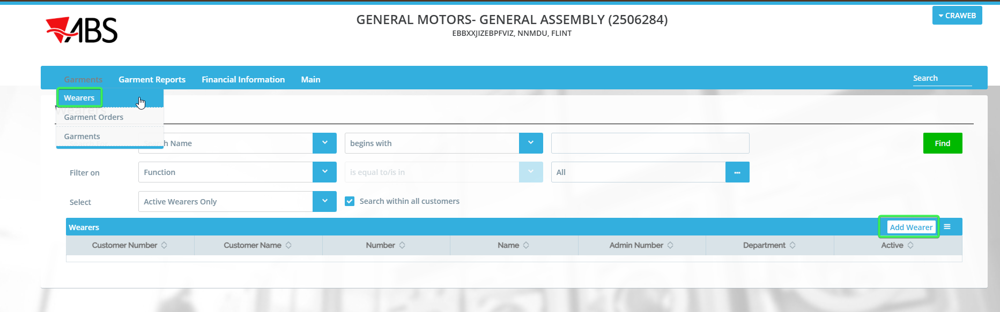 ABS
GENERAL MOTORS- GENERAL ASSEMBLY (2506284)
EBBXXJIZEBPFVIZ, NNMDU, FLINT
CRAWEB
Garments Garment Reports Financial Information Main Search
Wearers
Wearers
Garment Orders
Garments
Search Name begins with Find
Filter on Function is equal to/is in All ...
Select Active Wearers Only Search within all customers
Wearers Add Wearer
Customer Number Customer Name Number Name Admin Number Department Active